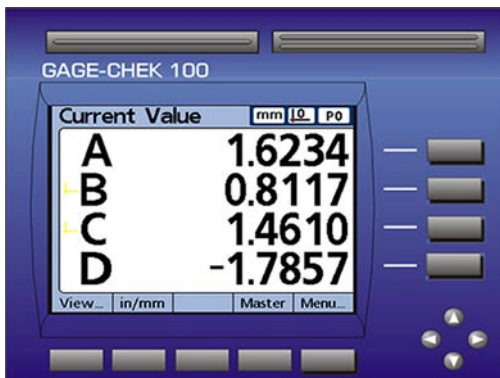 GAGE-CHEK 100
Current Value mm 0 P0
A 1.6234
B 0.8117
C 1.4610
D -1.7857
View... in/mm Master Menu...